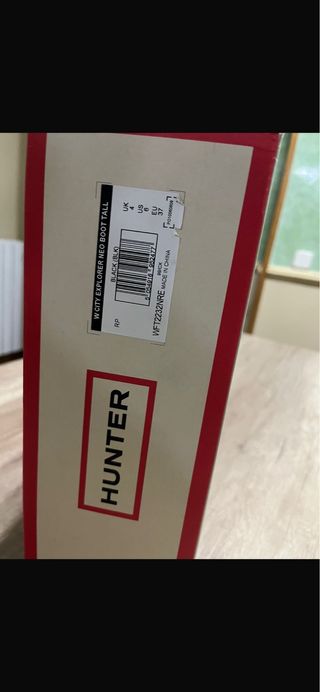 W CITY EXPLORER NEO BOOT TALL
UK US EU
4 6 37
BLACK (BLK)
RP
WFT2232NRE
MADE IN CHINA
HUNTER